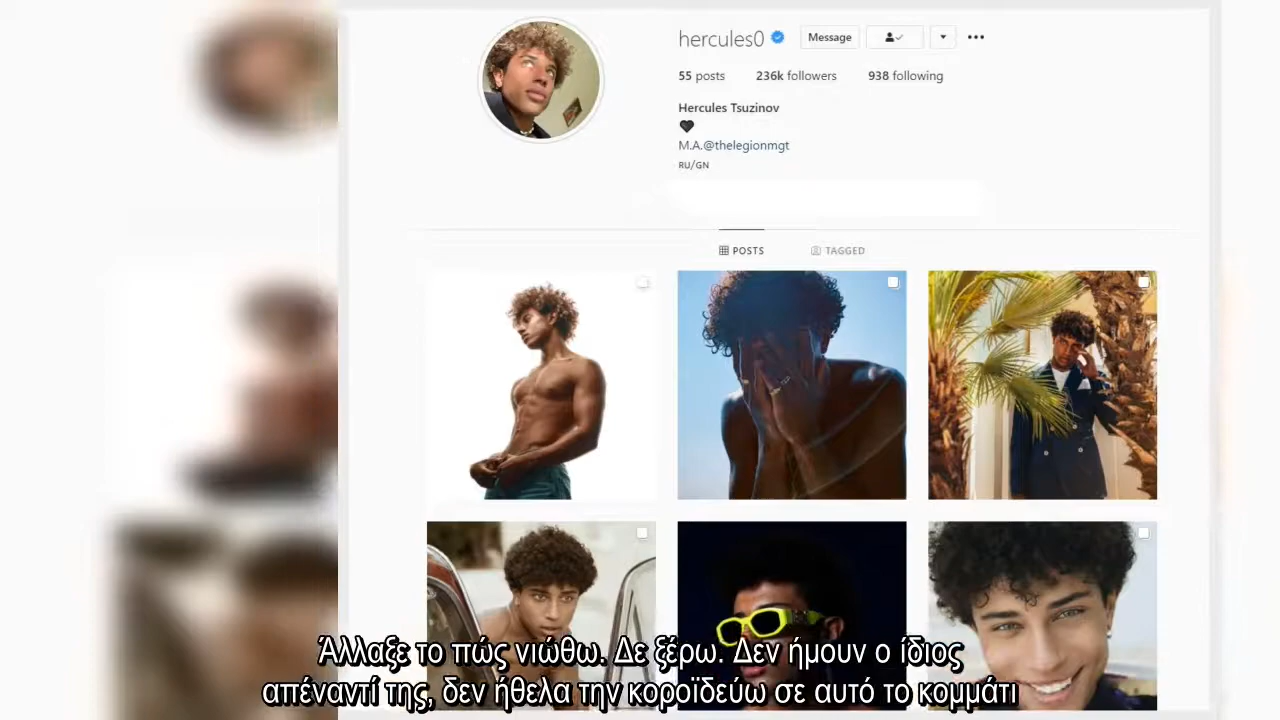 hercules0
Message
55 posts 236k followers 938 following
Hercules Tsuzinov
🖤
M.A.@thelegionmgt
RU/GN
POSTS TAGGED
Άλλαξε το πώς νιώθω. Δε ξέρω. Δεν ήμουν ο ίδιος
απέναντί της, δεν ήθελα την κοροϊδεύω σε αυτό το κομμάτι